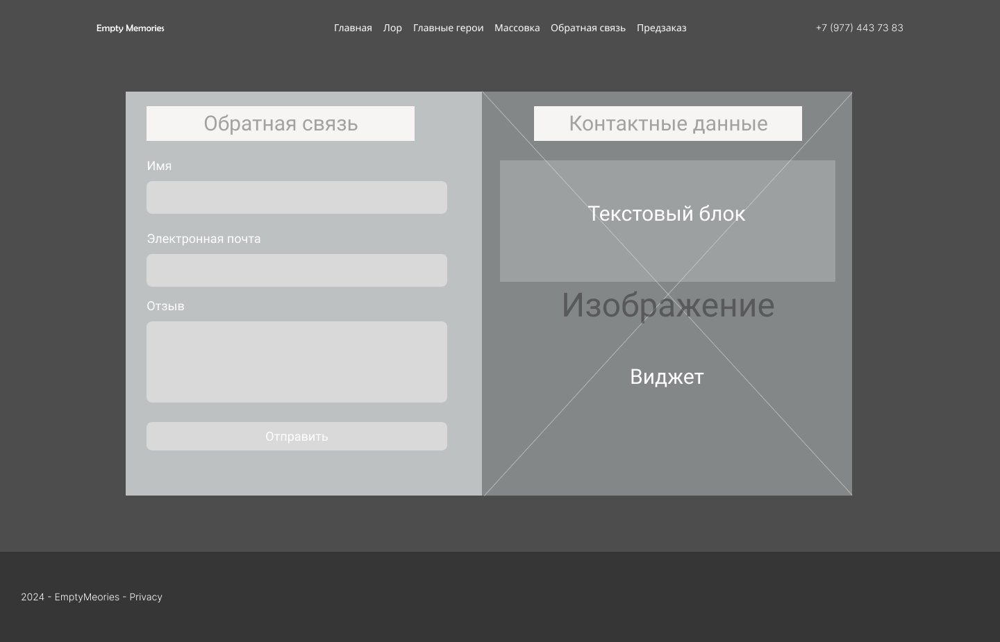 Empty Memories
Главная Лор Главные герои Массовка Обратная связь Предзаказ
+7 (977) 443 73 83
Обратная связь
Имя
Электронная почта
Отзыв
Отправить
Контактные данные
Текстовый блок
Изображение
Виджет
2024 - EmptyMeories - Privacy